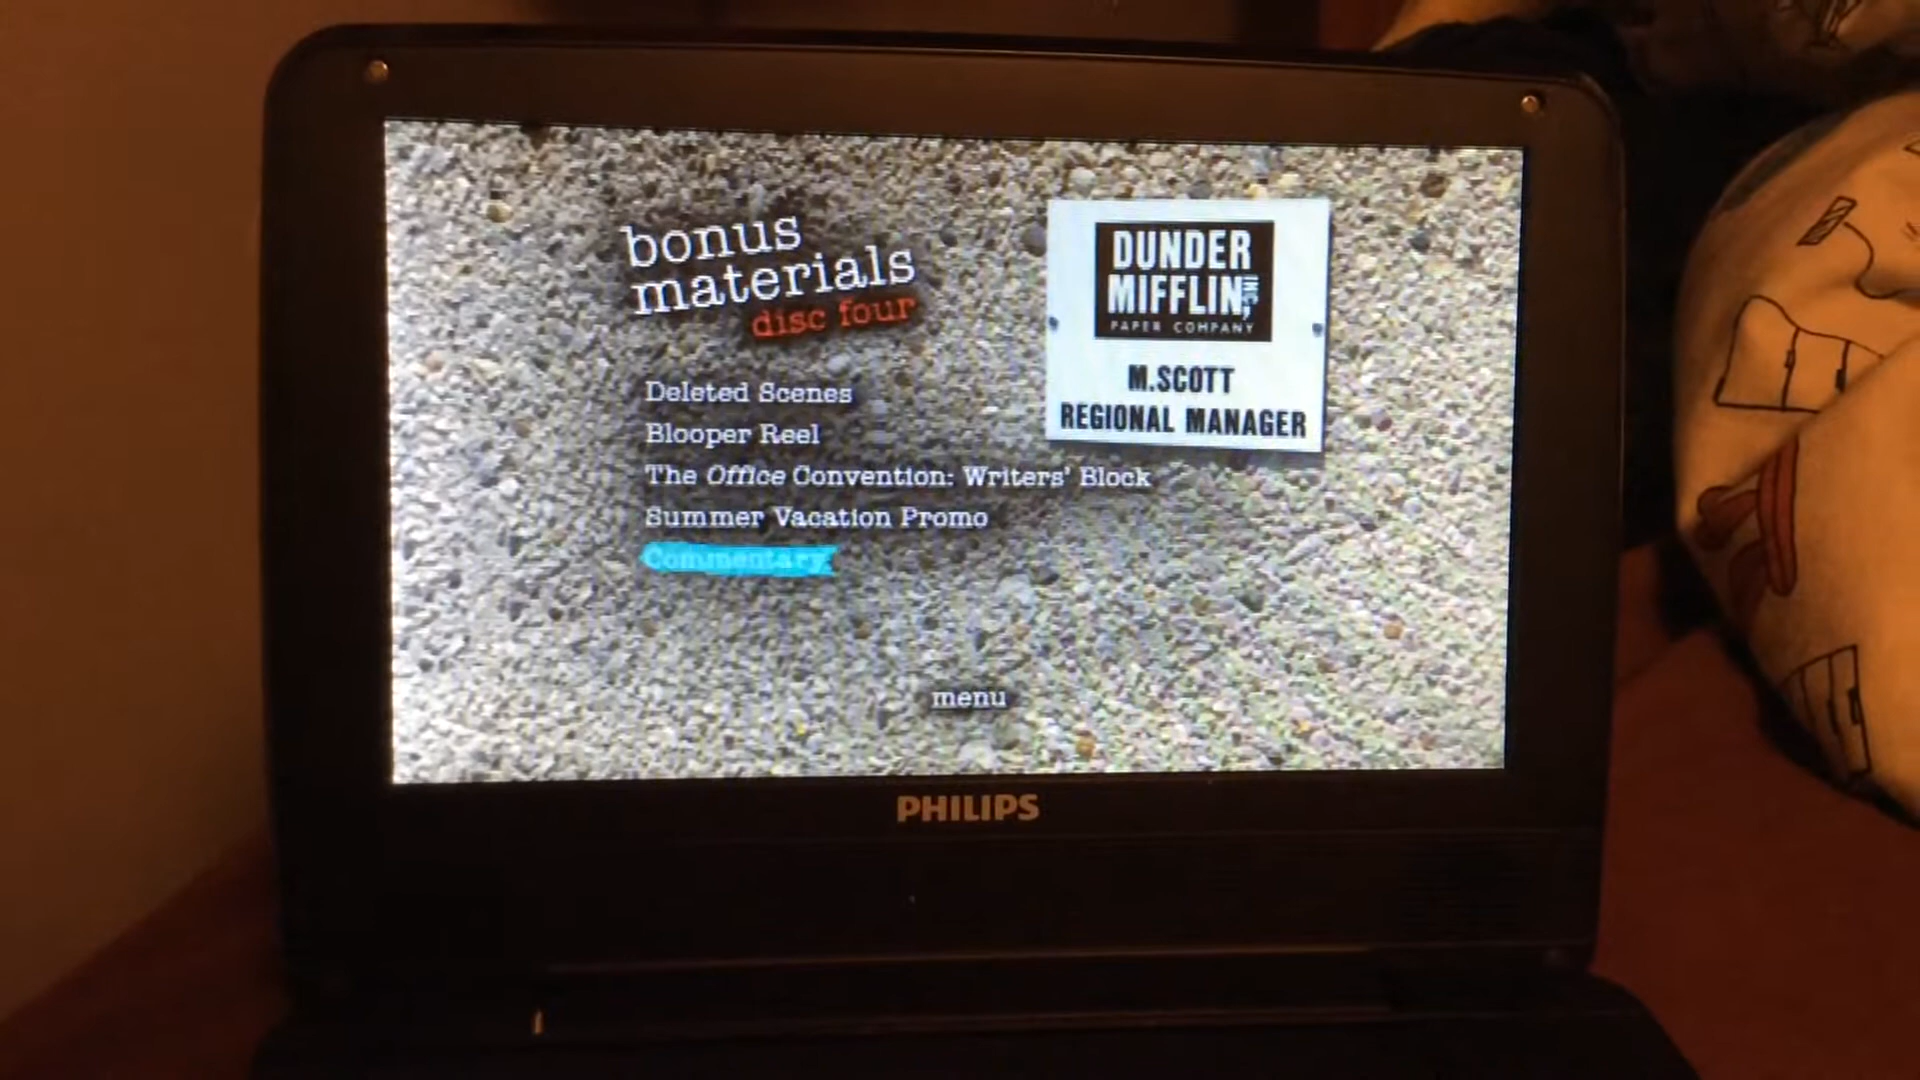 bonus
materials
disc four
DUNDER
MIFFLIN, INC.
PAPER COMPANY
M.SCOTT
REGIONAL MANAGER
Deleted Scenes
Blooper Reel
The Office Convention: Writers' Block
Summer Vacation Promo
Commentary
menu
PHILIPS